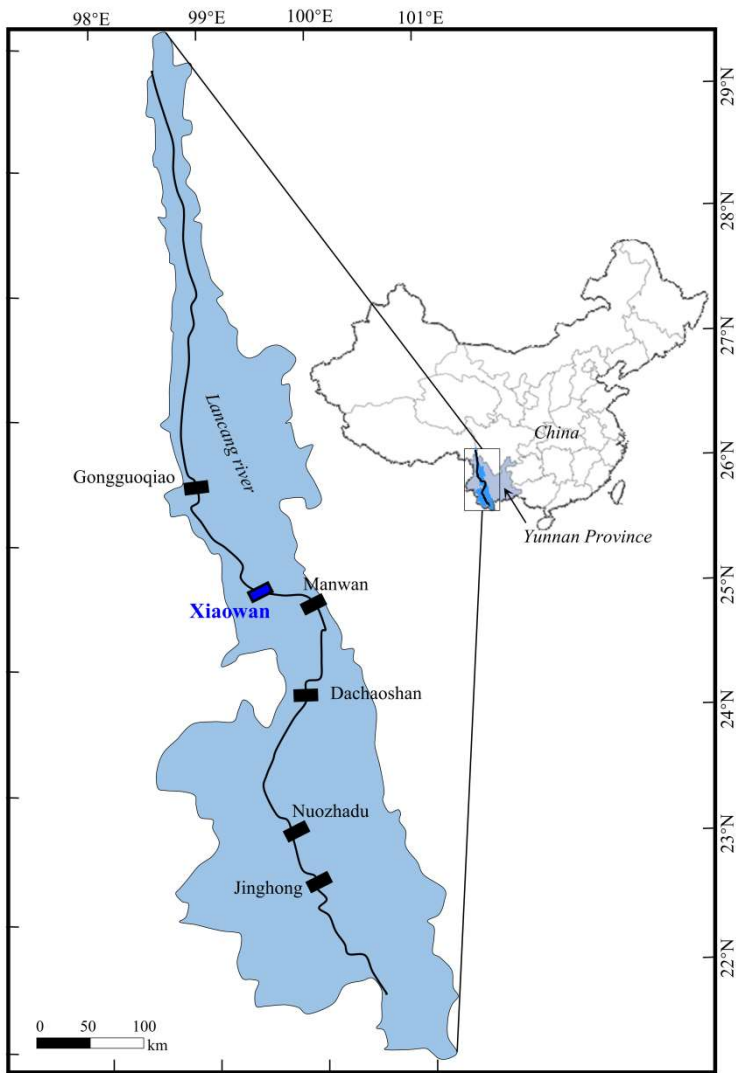 98°E
99°E
100°E
101°E
29°N
28°N
27°N
26°N
25°N
24°N
23°N
22°N
Lancang river
China
Gongguoqiao
Yunnan Province
Manwan
Xiaowan
Dachaoshan
Nuozhadu
Jinghong
0 50 100
km